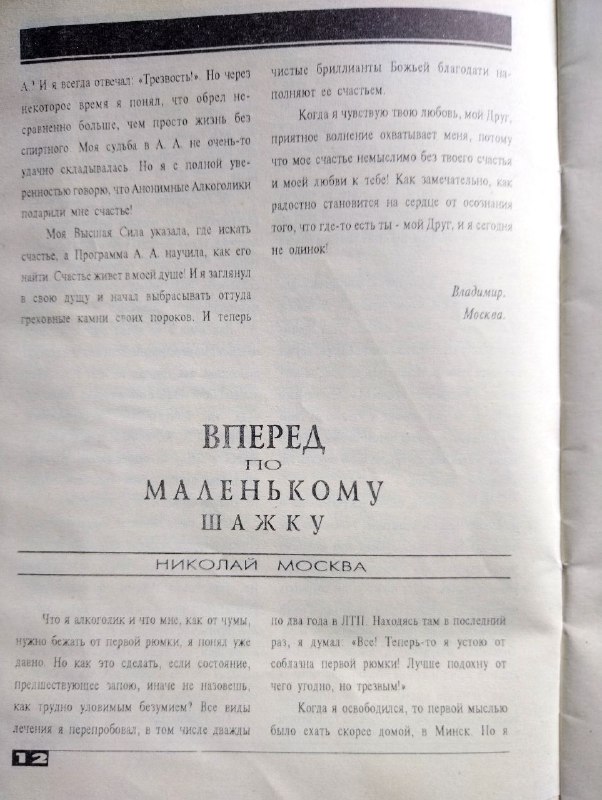 А.? И я всегда отвечал: «Трезвость!». Но через
некоторое время я понял, что обрел не-
сравненно больше, чем просто жизнь без
спиртного. Моя судьба в А. А. не очень-то
удачно складывалась. Но я с полной уве-
ренностью говорю, что Анонимные Алкоголики
подарили мне счастье!
Моя Высшая Сила указала, где искать
счастье, а Программа А. А. научила, как его
найти. Счастье живет в моей душе! И я заглянул
в свою душу и начал выбрасывать оттуда
греховные камни своих пороков. И теперь
чистые бриллианты Божьей благодати на-
полняют ее счастьем.
Когда я чувствую твою любовь, мой Друг,
приятное волнение охватывает меня, потому
что мое счастье немыслимо без твоего счастья
и моей любви к тебе! Как замечательно, как
радостно становится на сердце от осознания
того, что где-то есть ты - мой Друг, и я сегодня
не одинок!
Владимир.
Москва.
ВПЕРЕД
ПО
МАЛЕНЬКОМУ
ШАЖКУ
НИКОЛАЙ МОСКВА
Что я алкоголик и что мне, как от чумы,
нужно бежать от первой рюмки, я понял уже
давно. Но как это сделать, если состояние,
предшествующее запою, иначе не назовешь,
как трудно уловимым безумием? Все виды
лечения я перепробовал, в том числе дважды
по два года в ЛТП. Находясь там в последний
раз, я думал: «Все! Теперь-то я устою от
соблазна первой рюмки! Лучше подохну от
чего угодно, но трезвым!»
Когда я освободился, то первой мыслью
было ехать скорее домой, в Минск. Но я
12